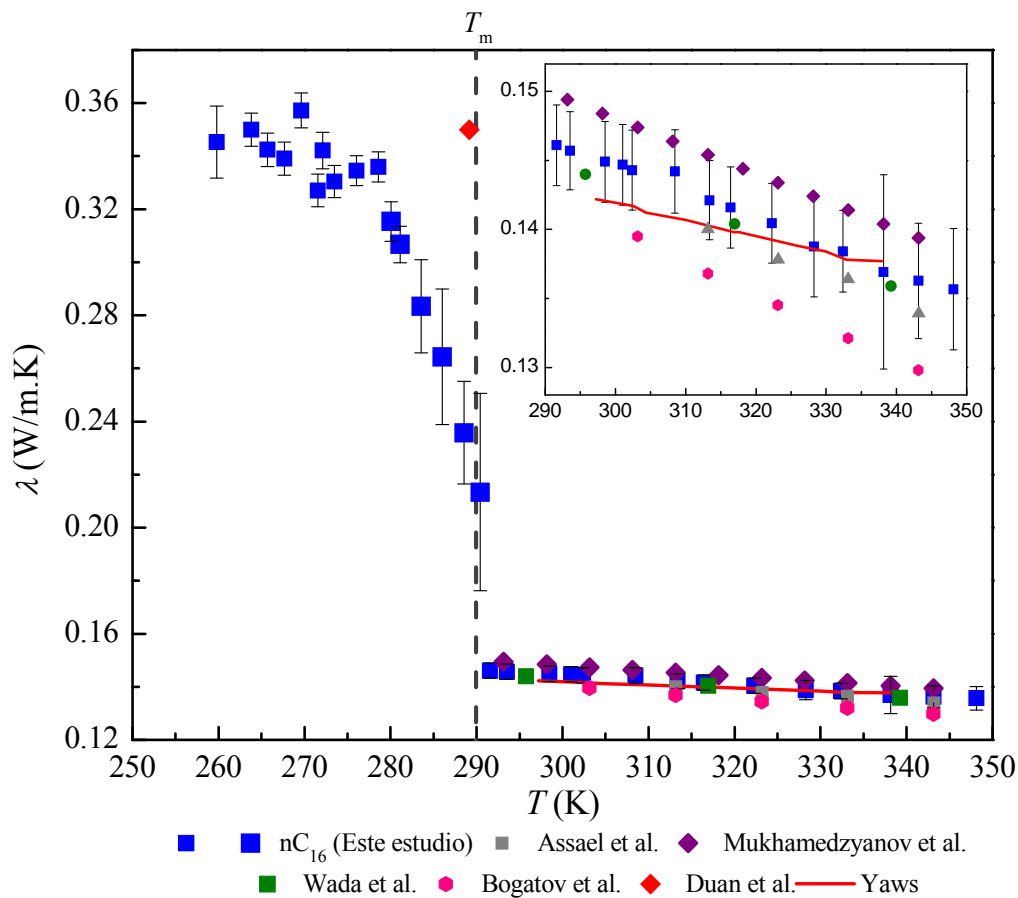 Tm
0.36
0.32
0.28
0.24
0.20
0.16
0.12
λ (W/m.K)
0.15
0.14
0.13
290 300 310 320 330 340 350
250 260 270 280 290 300 310 320 330 340 350
T (K)
nC16 (Este estudio) Assael et al. Mukhamedzyanov et al.
Wada et al. Bogatov et al. Duan et al. Yaws